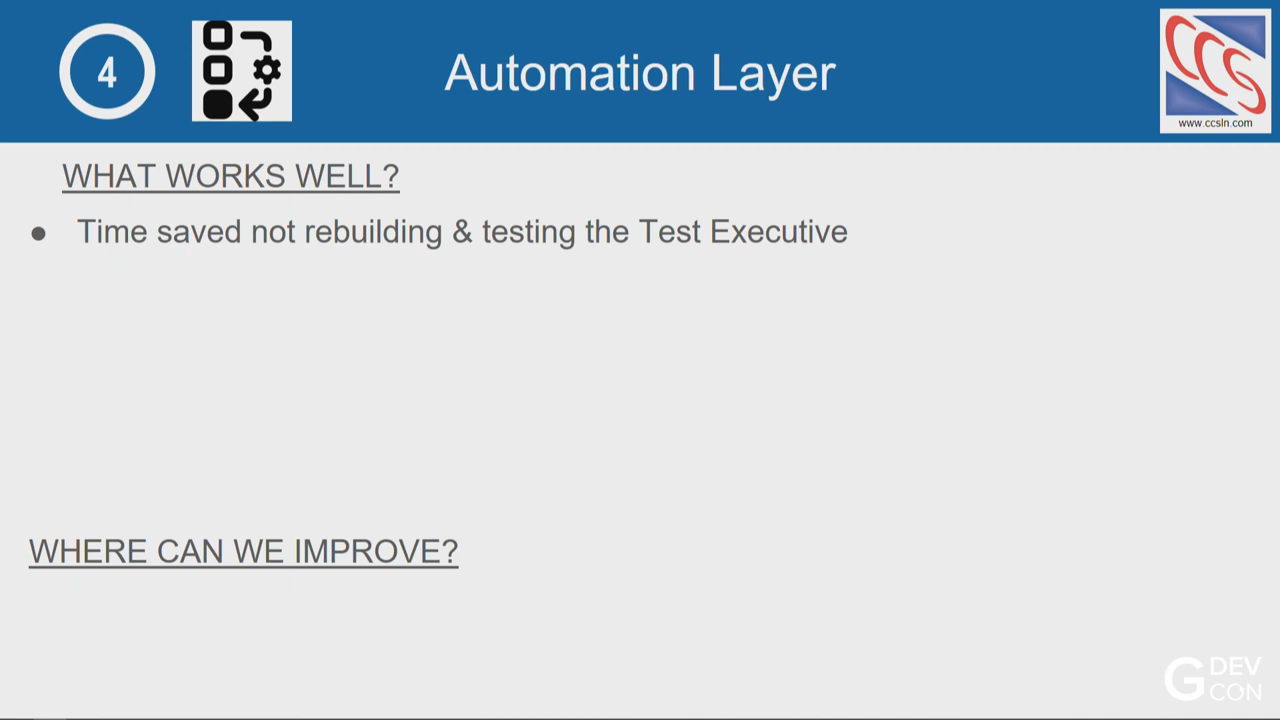 4
Automation Layer
CCS
www.ccsln.com
WHAT WORKS WELL?
● Time saved not rebuilding & testing the Test Executive
WHERE CAN WE IMPROVE?
G DEV
CON